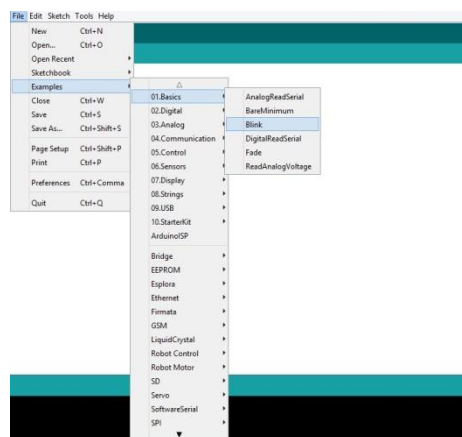 File Edit Sketch Tools Help
New Ctrl+N
Open... Ctrl+O
Open Recent
Sketchbook
Examples
Close Ctrl+W
Save Ctrl+S
Save As... Ctrl+Shift+S
Page Setup Ctrl+Shift+P
Print Ctrl+P
Preferences Ctrl+Comma
Quit Ctrl+Q
01.Basics
02.Digital
03.Analog
04.Communication
05.Control
06.Sensors
07.Display
08.Strings
09.USB
10.StarterKit
ArduinoISP
Bridge
EEPROM
Esplora
Ethernet
Firmata
GSM
LiquidCrystal
Robot Control
Robot Motor
SD
Servo
SoftwareSerial
SPI
AnalogReadSerial
BareMinimum
Blink
DigitalReadSerial
Fade
ReadAnalogVoltage